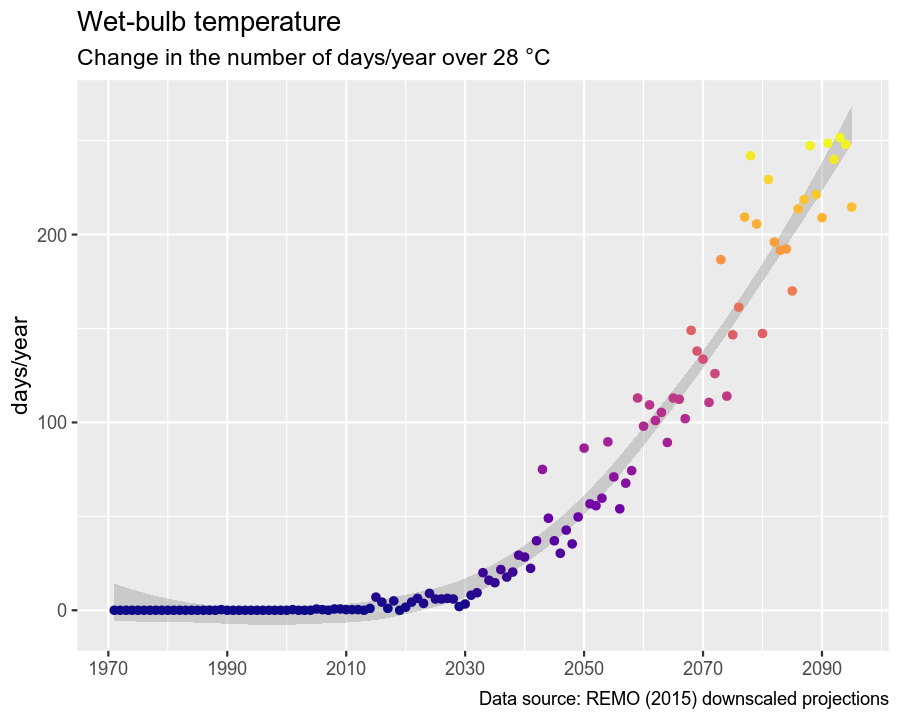 Wet-bulb temperature
Change in the number of days/year over 28 °C
days/year
200
100
0
1970 1990 2010 2030 2050 2070 2090
Data source: REMO (2015) downscaled projections